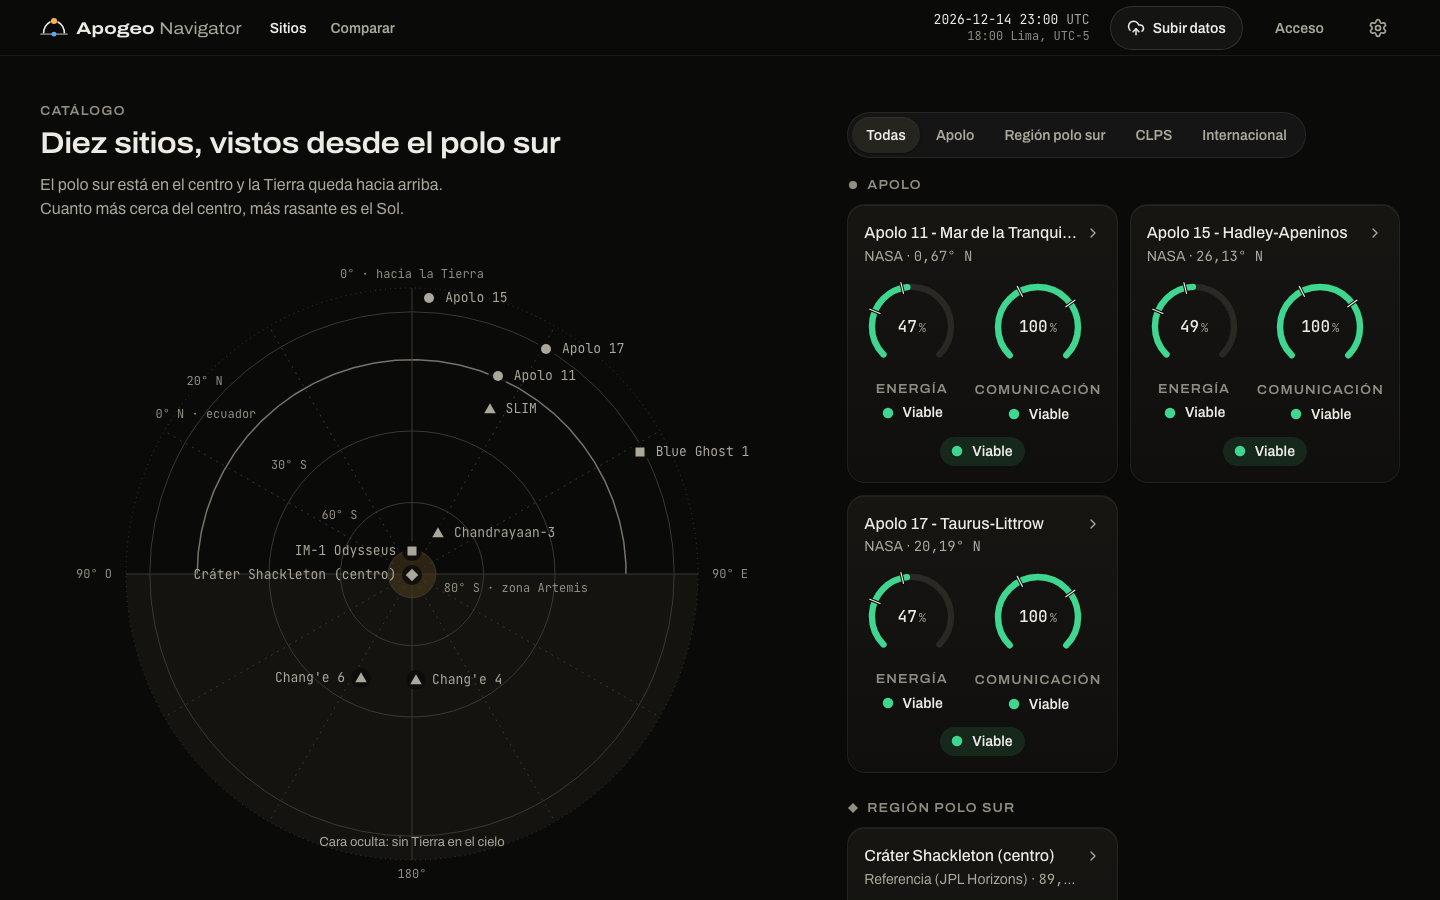 Apogeo Navigator
Sitios
Comparar
2026-12-14 23:00 UTC
18:00 Lima, UTC-5
Subir datos
Acceso
CATÁLOGO
Diez sitios, vistos desde el polo sur
El polo sur está en el centro y la Tierra queda hacia arriba.
Cuanto más cerca del centro, más rasante es el Sol.
0° · hacia la Tierra
Apolo 15
Apolo 17
Apolo 11
20° N
SLIM
0° N · ecuador
Blue Ghost 1
30° S
60° S
Chandrayaan-3
IM-1 Odysseus
90° O
Cráter Shackleton (centro)
90° E
80° S · zona Artemis
Chang'e 6
Chang'e 4
Cara oculta: sin Tierra en el cielo
180°
Todas
Apolo
Región polo sur
CLPS
Internacional
APOLO
Apolo 11 - Mar de la Tranqui...
NASA · 0,67° N
47%
100%
ENERGÍA
COMUNICACIÓN
Viable
Viable
Viable
Apolo 15 - Hadley-Apeninos
NASA · 26,13° N
49%
100%
ENERGÍA
COMUNICACIÓN
Viable
Viable
Viable
Apolo 17 - Taurus-Littrow
NASA · 20,19° N
47%
100%
ENERGÍA
COMUNICACIÓN
Viable
Viable
Viable
REGIÓN POLO SUR
Cráter Shackleton (centro)
Referencia (JPL Horizons) · 89,...